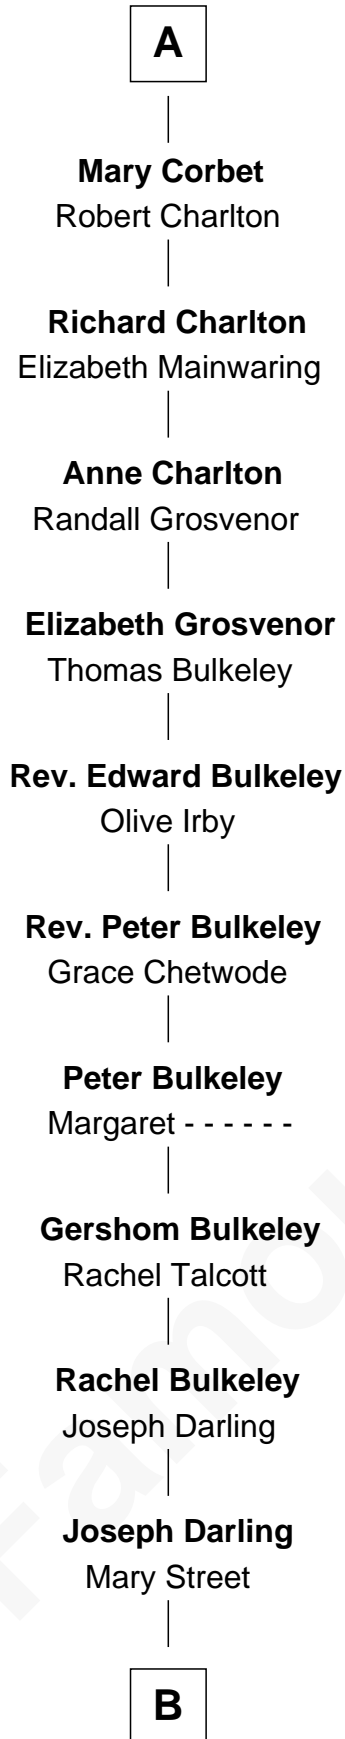 A
Mary Corbet
Robert Charlton
Richard Charlton
Elizabeth Mainwaring
Anne Charlton
Randall Grosvenor
Elizabeth Grosvenor
Thomas Bulkeley
Rev. Edward Bulkeley
Olive Irby
Rev. Peter Bulkeley
Grace Chetwode
Peter Bulkeley
Margaret - - - - - -
Gershom Bulkeley
Rachel Talcott
Rachel Bulkeley
Joseph Darling
Joseph Darling
Mary Street
B